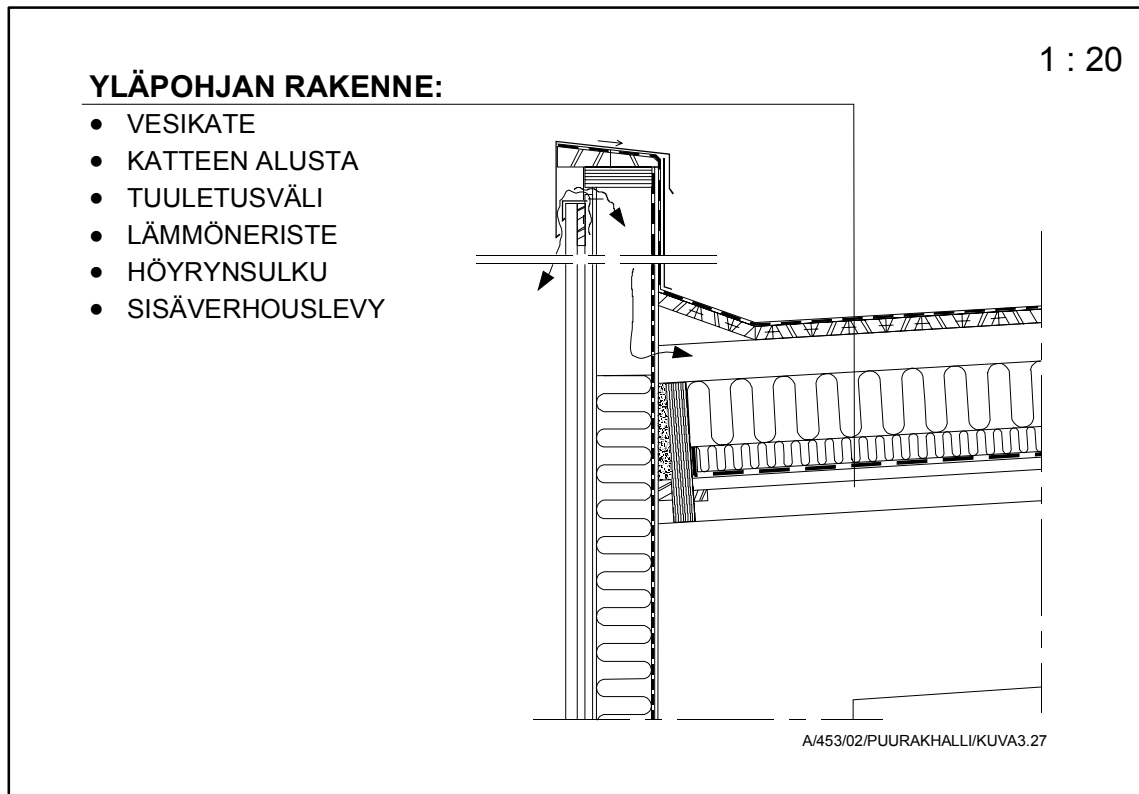 1 : 20
YLÄPOHJAN RAKENNE:
• VESIKATE
• KATTEEN ALUSTA
• TUULETUSVÄLI
• LÄMMÖNERISTE
• HÖYRYNSULKU
• SISÄVERHOUSLEVY
A/453/02/PUURAKHALLI/KUVA3.27